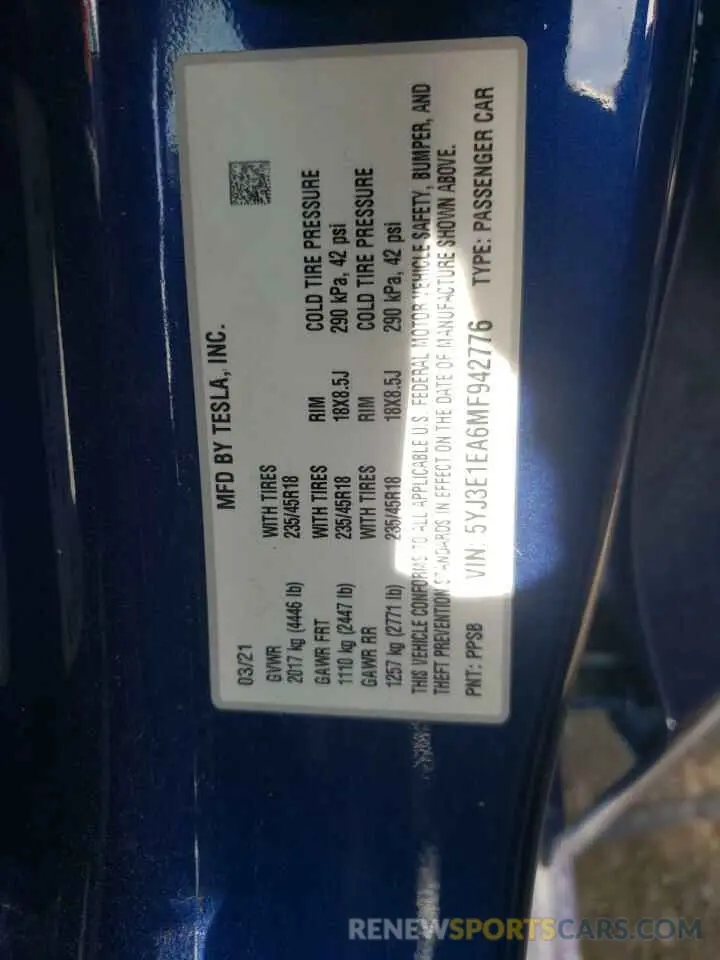 MFD BY TESLA, INC.
03/21
GVWR WITH TIRES
2017 kg (4446 lb) 235/45R18
GAWR FRT WITH TIRES RIM COLD TIRE PRESSURE
1110 kg (2447 lb) 235/45R18 18X8.5J 290 kPa, 42 psi
GAWR RR WITH TIRES RIM COLD TIRE PRESSURE
1257 kg (2771 lb) 235/45R18 18X8.5J 290 kPa, 42 psi
THIS VEHICLE CONFORMS TO ALL APPLICABLE U.S. FEDERAL MOTOR VEHICLE SAFETY, BUMPER, AND
THEFT PREVENTION STANDARDS IN EFFECT ON THE DATE OF MANUFACTURE SHOWN ABOVE.
PNT: PPSB VIN: 5YJ3E1EA6MF942776 TYPE: PASSENGER CAR
RENEWSPORTSCARS.COM